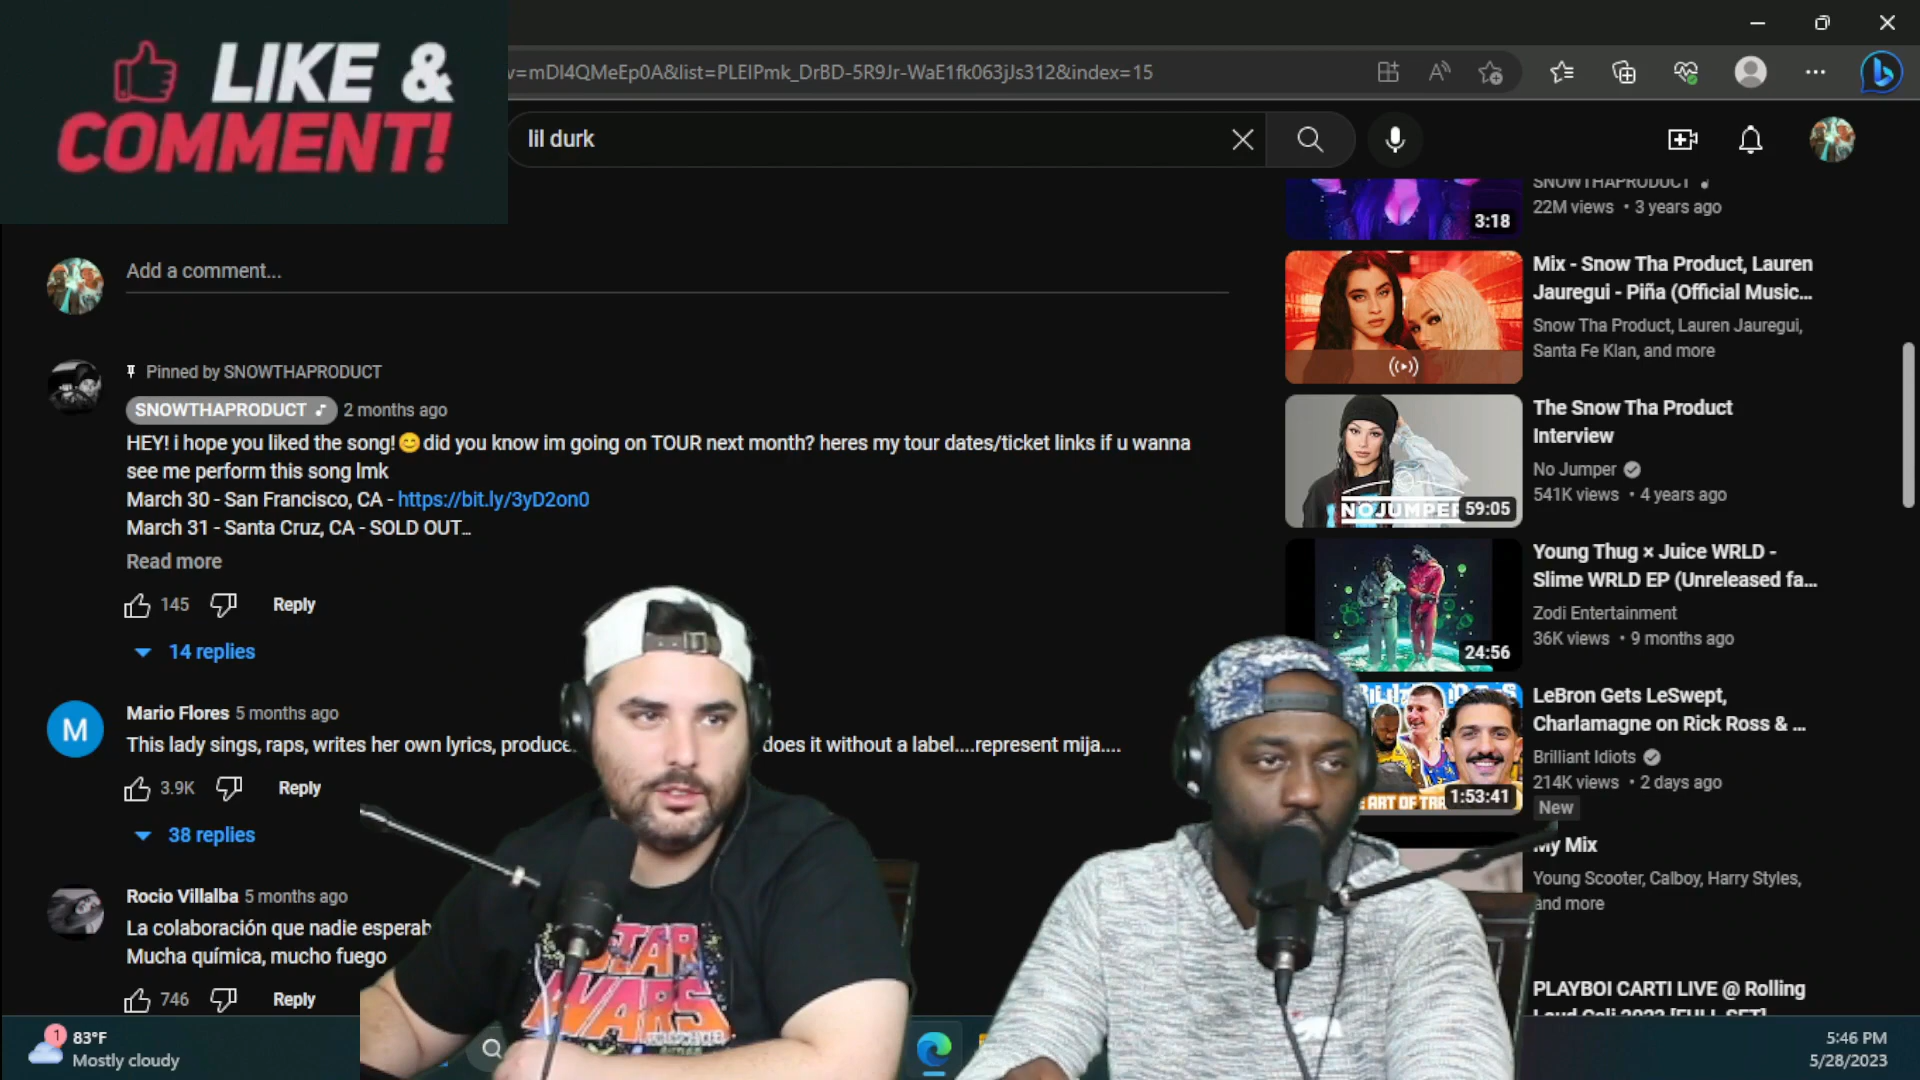 LIKE &
COMMENT!
v=mDI4QMeEp0A&list=PLEIPmk_DrBD-5R9Jr-WaE1fk063jJs312&index=15
lil durk
Add a comment...
Pinned by SNOWTHAPRODUCT
SNOWTHAPRODUCT 2 months ago
HEY! i hope you liked the song!😊did you know im going on TOUR next month? heres my tour dates/ticket links if u wanna
see me perform this song lmk
March 30 - San Francisco, CA - https://bit.ly/3yD2on0
March 31 - Santa Cruz, CA - SOLD OUT...
Read more
145 Reply
14 replies
M
Mario Flores 5 months ago
This lady sings, raps, writes her own lyrics, does it without a label....represent mija....
3.9K Reply
38 replies
Rocio Villalba 5 months ago
La colaboración que nadie
Mucha química, mucho fuego
746 Reply
SNOWTHAPRODUCT
22M views • 3 years ago
3:18
Mix - Snow Tha Product, Lauren
Jauregui - Piña (Official Music...
Snow Tha Product, Lauren Jauregui,
Santa Fe Klan, and more
The Snow Tha Product
Interview
No Jumper
541K views • 4 years ago
NOJUMPER
59:05
Young Thug × Juice WRLD -
Slime WRLD EP (Unreleased fa...
Zodi Entertainment
36K views • 9 months ago
24:56
LeBron Gets LeSwept,
Charlamagne on Rick Ross & ...
Brilliant Idiots
214K views • 2 days ago
New
1:53:41
My Mix
Young Scooter, Calboy, Harry Styles,
and more
PLAYBOI CARTI LIVE @ Rolling
Loud Cali 2022 [FULL SET]
STAR
WARS
1
83°F
Mostly cloudy
5:46 PM
5/28/2023